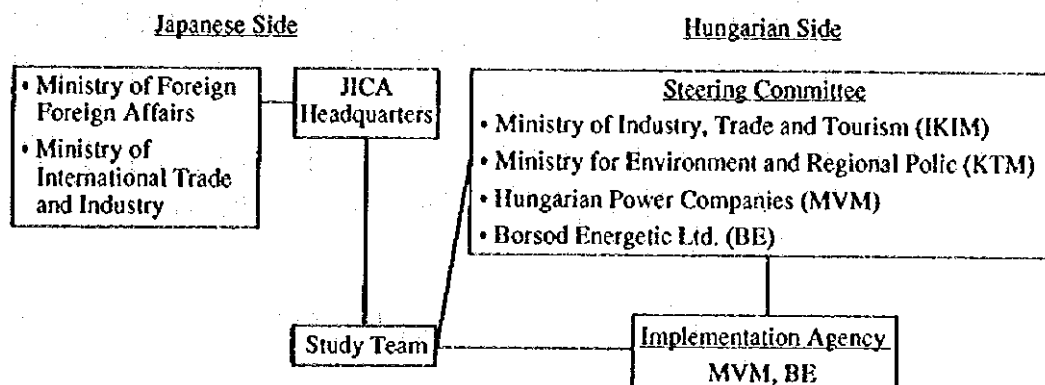 Japanese Side
Hungarian Side
• Ministry of Foreign
Foreign Affairs
• Ministry of
International Trade
and Industry
JICA
Headquarters
Steering Committee
• Ministry of Industry, Trade and Tourism (IKIM)
• Ministry for Environment and Regional Polic (KTM)
• Hungarian Power Companies (MVM)
• Borsod Energetic Ltd. (BE)
Study Team
Implementation Agency
MVM, BE